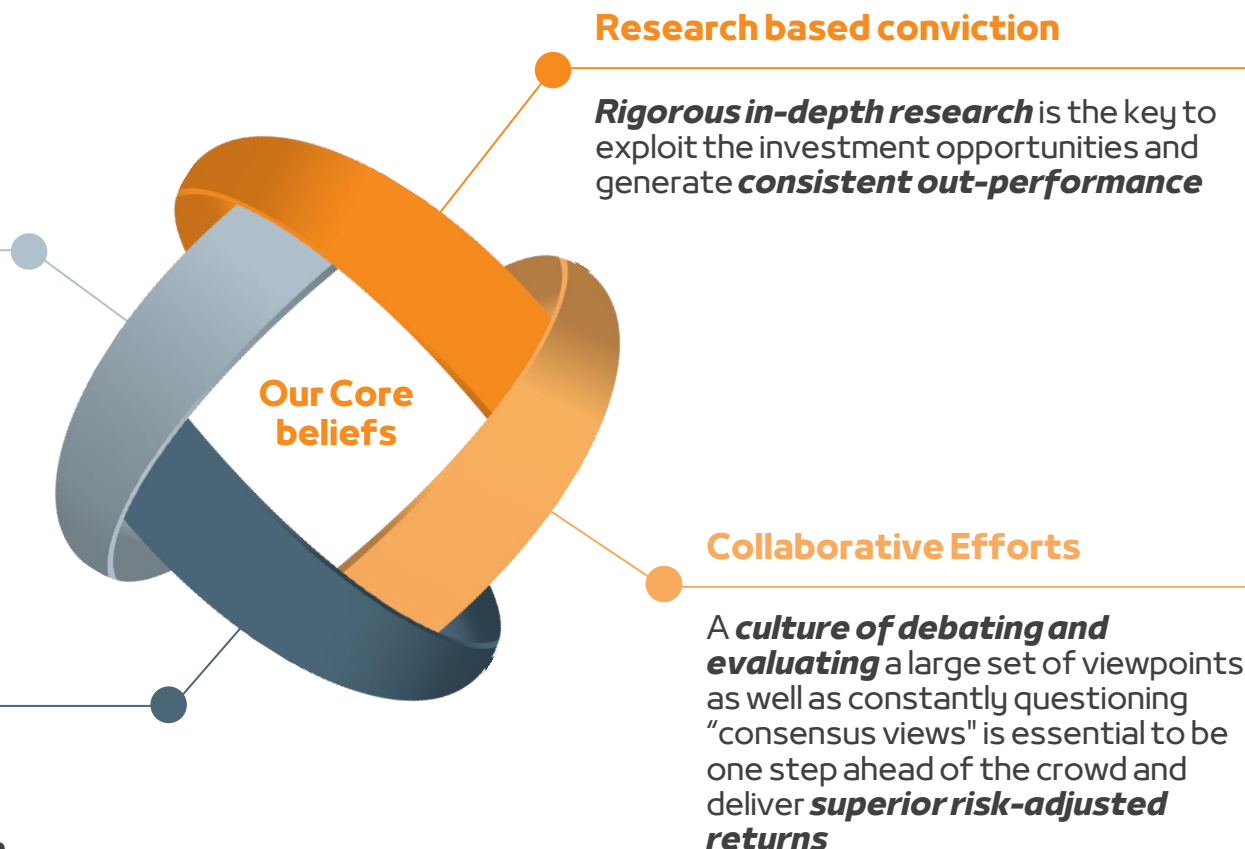 Research based conviction
Rigorous in-depth research is the key to
exploit the investment opportunities and
generate consistent out-performance
Our Core
beliefs
Collaborative Efforts
A culture of debating and
evaluating a large set of viewpoints
as well as constantly questioning
“consensus views" is essential to be
one step ahead of the crowd and
deliver superior risk-adjusted
returns